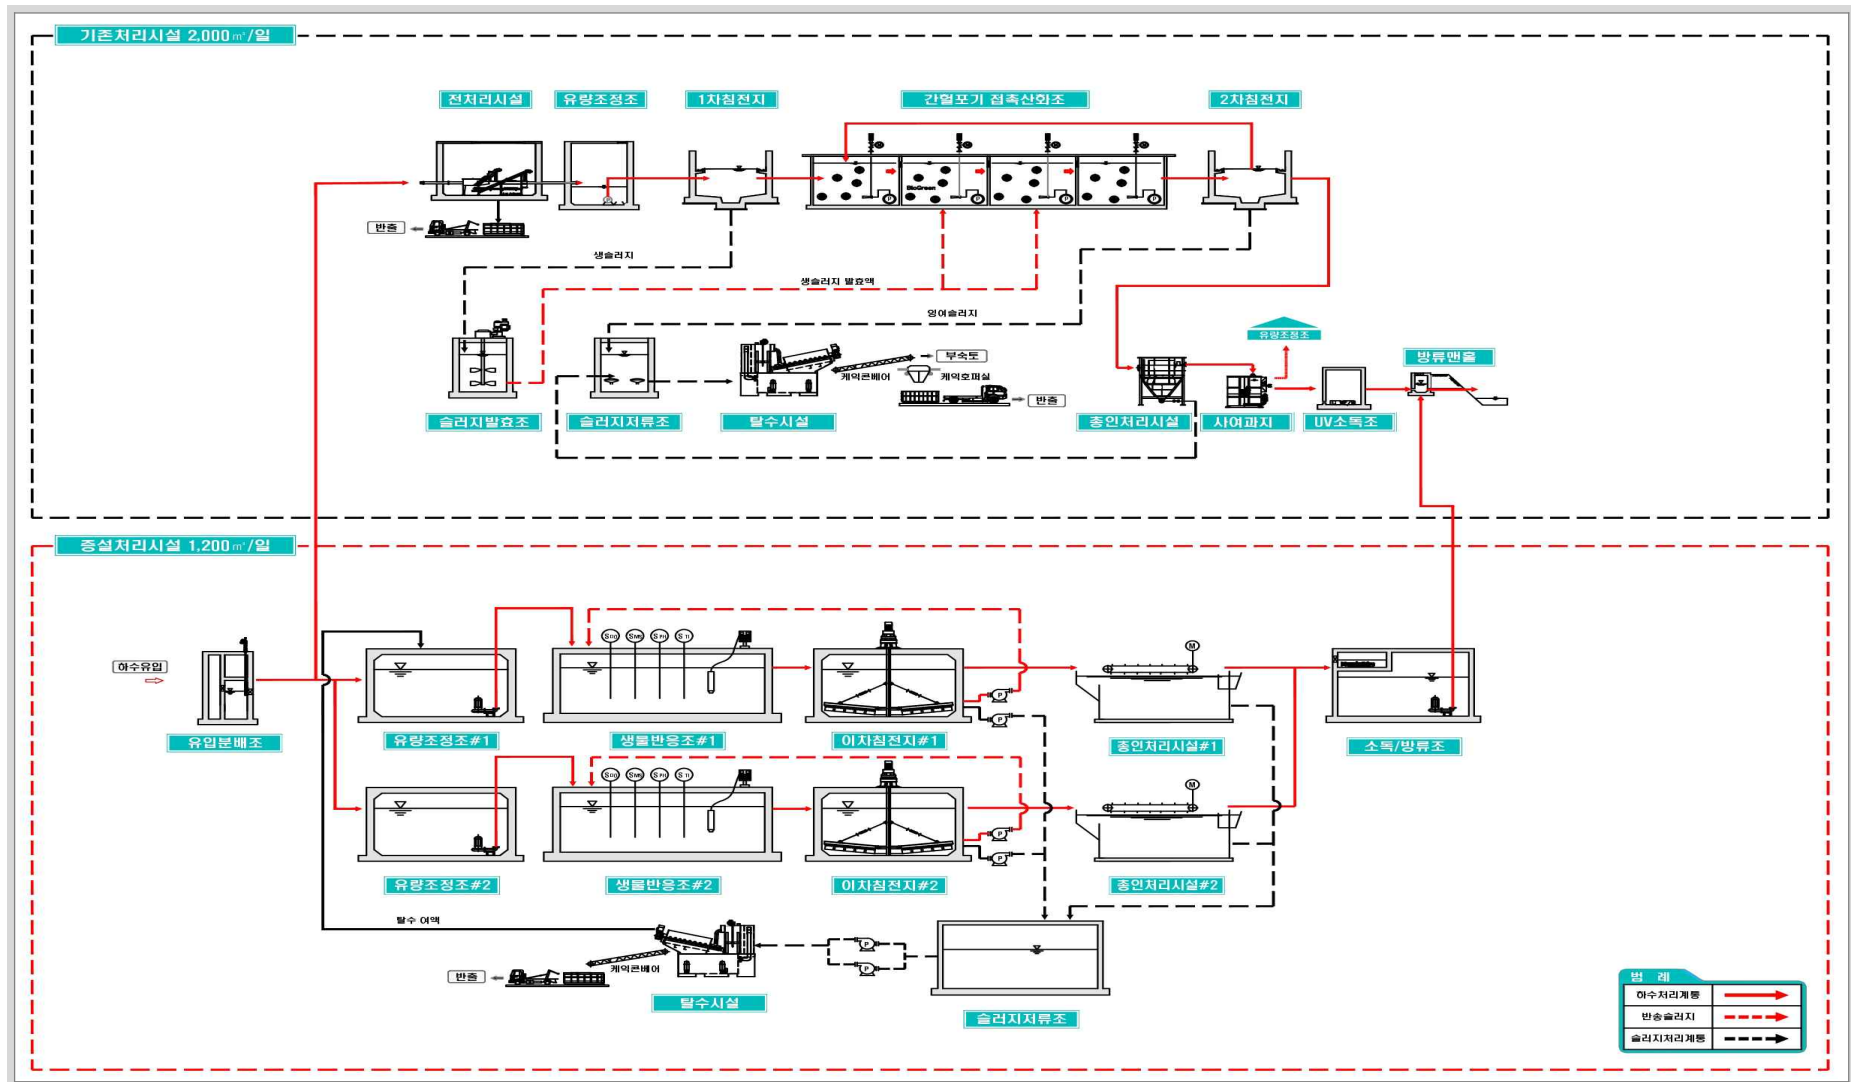 기존처리시설 2,000㎥/일
전처리시설
유량조정조
1차침전지
간헐포기 접촉산화조
2차침전지
BioGreen
P
P
P
P
반출
생슬러지
생슬러지 발효액
잉여슬러지
유량조정조
부숙토
케익콘베어
케익호퍼실
반출
방류맨홀
슬러지발효조
슬러지저류조
탈수시설
총인처리시설
사여과지
UV소독조
증설처리시설 1,200㎥/일
하수유입
유입분배조
M
P
P
유량조정조#1
생물반응조#1
이차침전지#1
총인처리시설#1
소독/방류조
M
P
P
유량조정조#2
생물반응조#2
이차침전지#2
총인처리시설#2
탈수 여액
케익콘베어
반출
P
P
탈수시설
슬러지저류조
범 례
하수처리계통
반송슬러지
슬러지처리계통